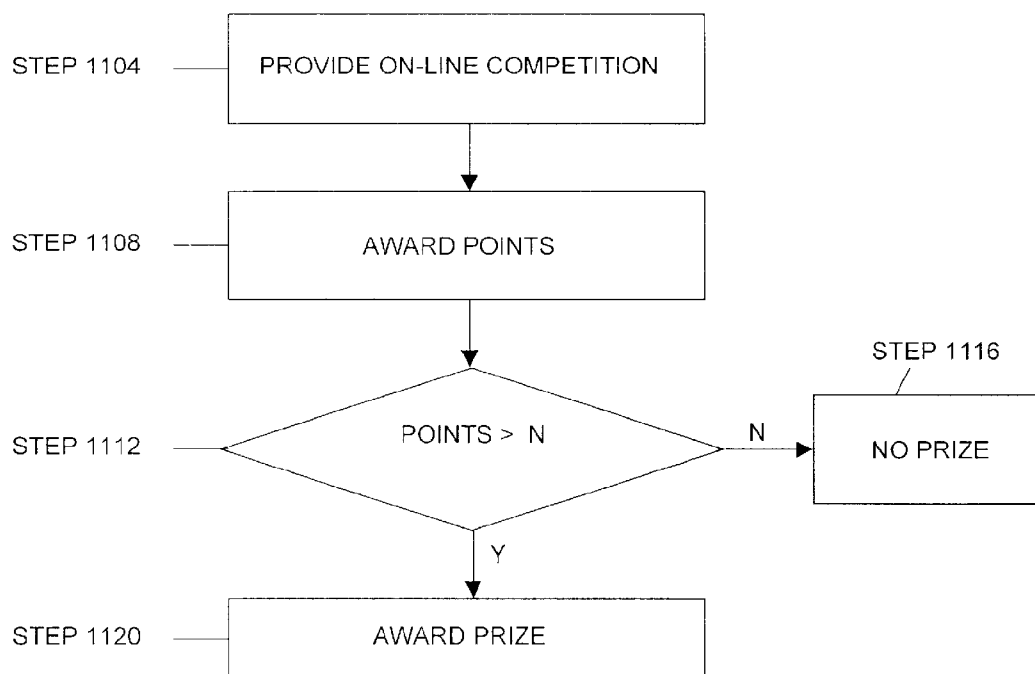 STEP 1104
PROVIDE ON-LINE COMPETITION
STEP 1108
AWARD POINTS
STEP 1116
STEP 1112
POINTS > N
N
NO PRIZE
Y
STEP 1120
AWARD PRIZE